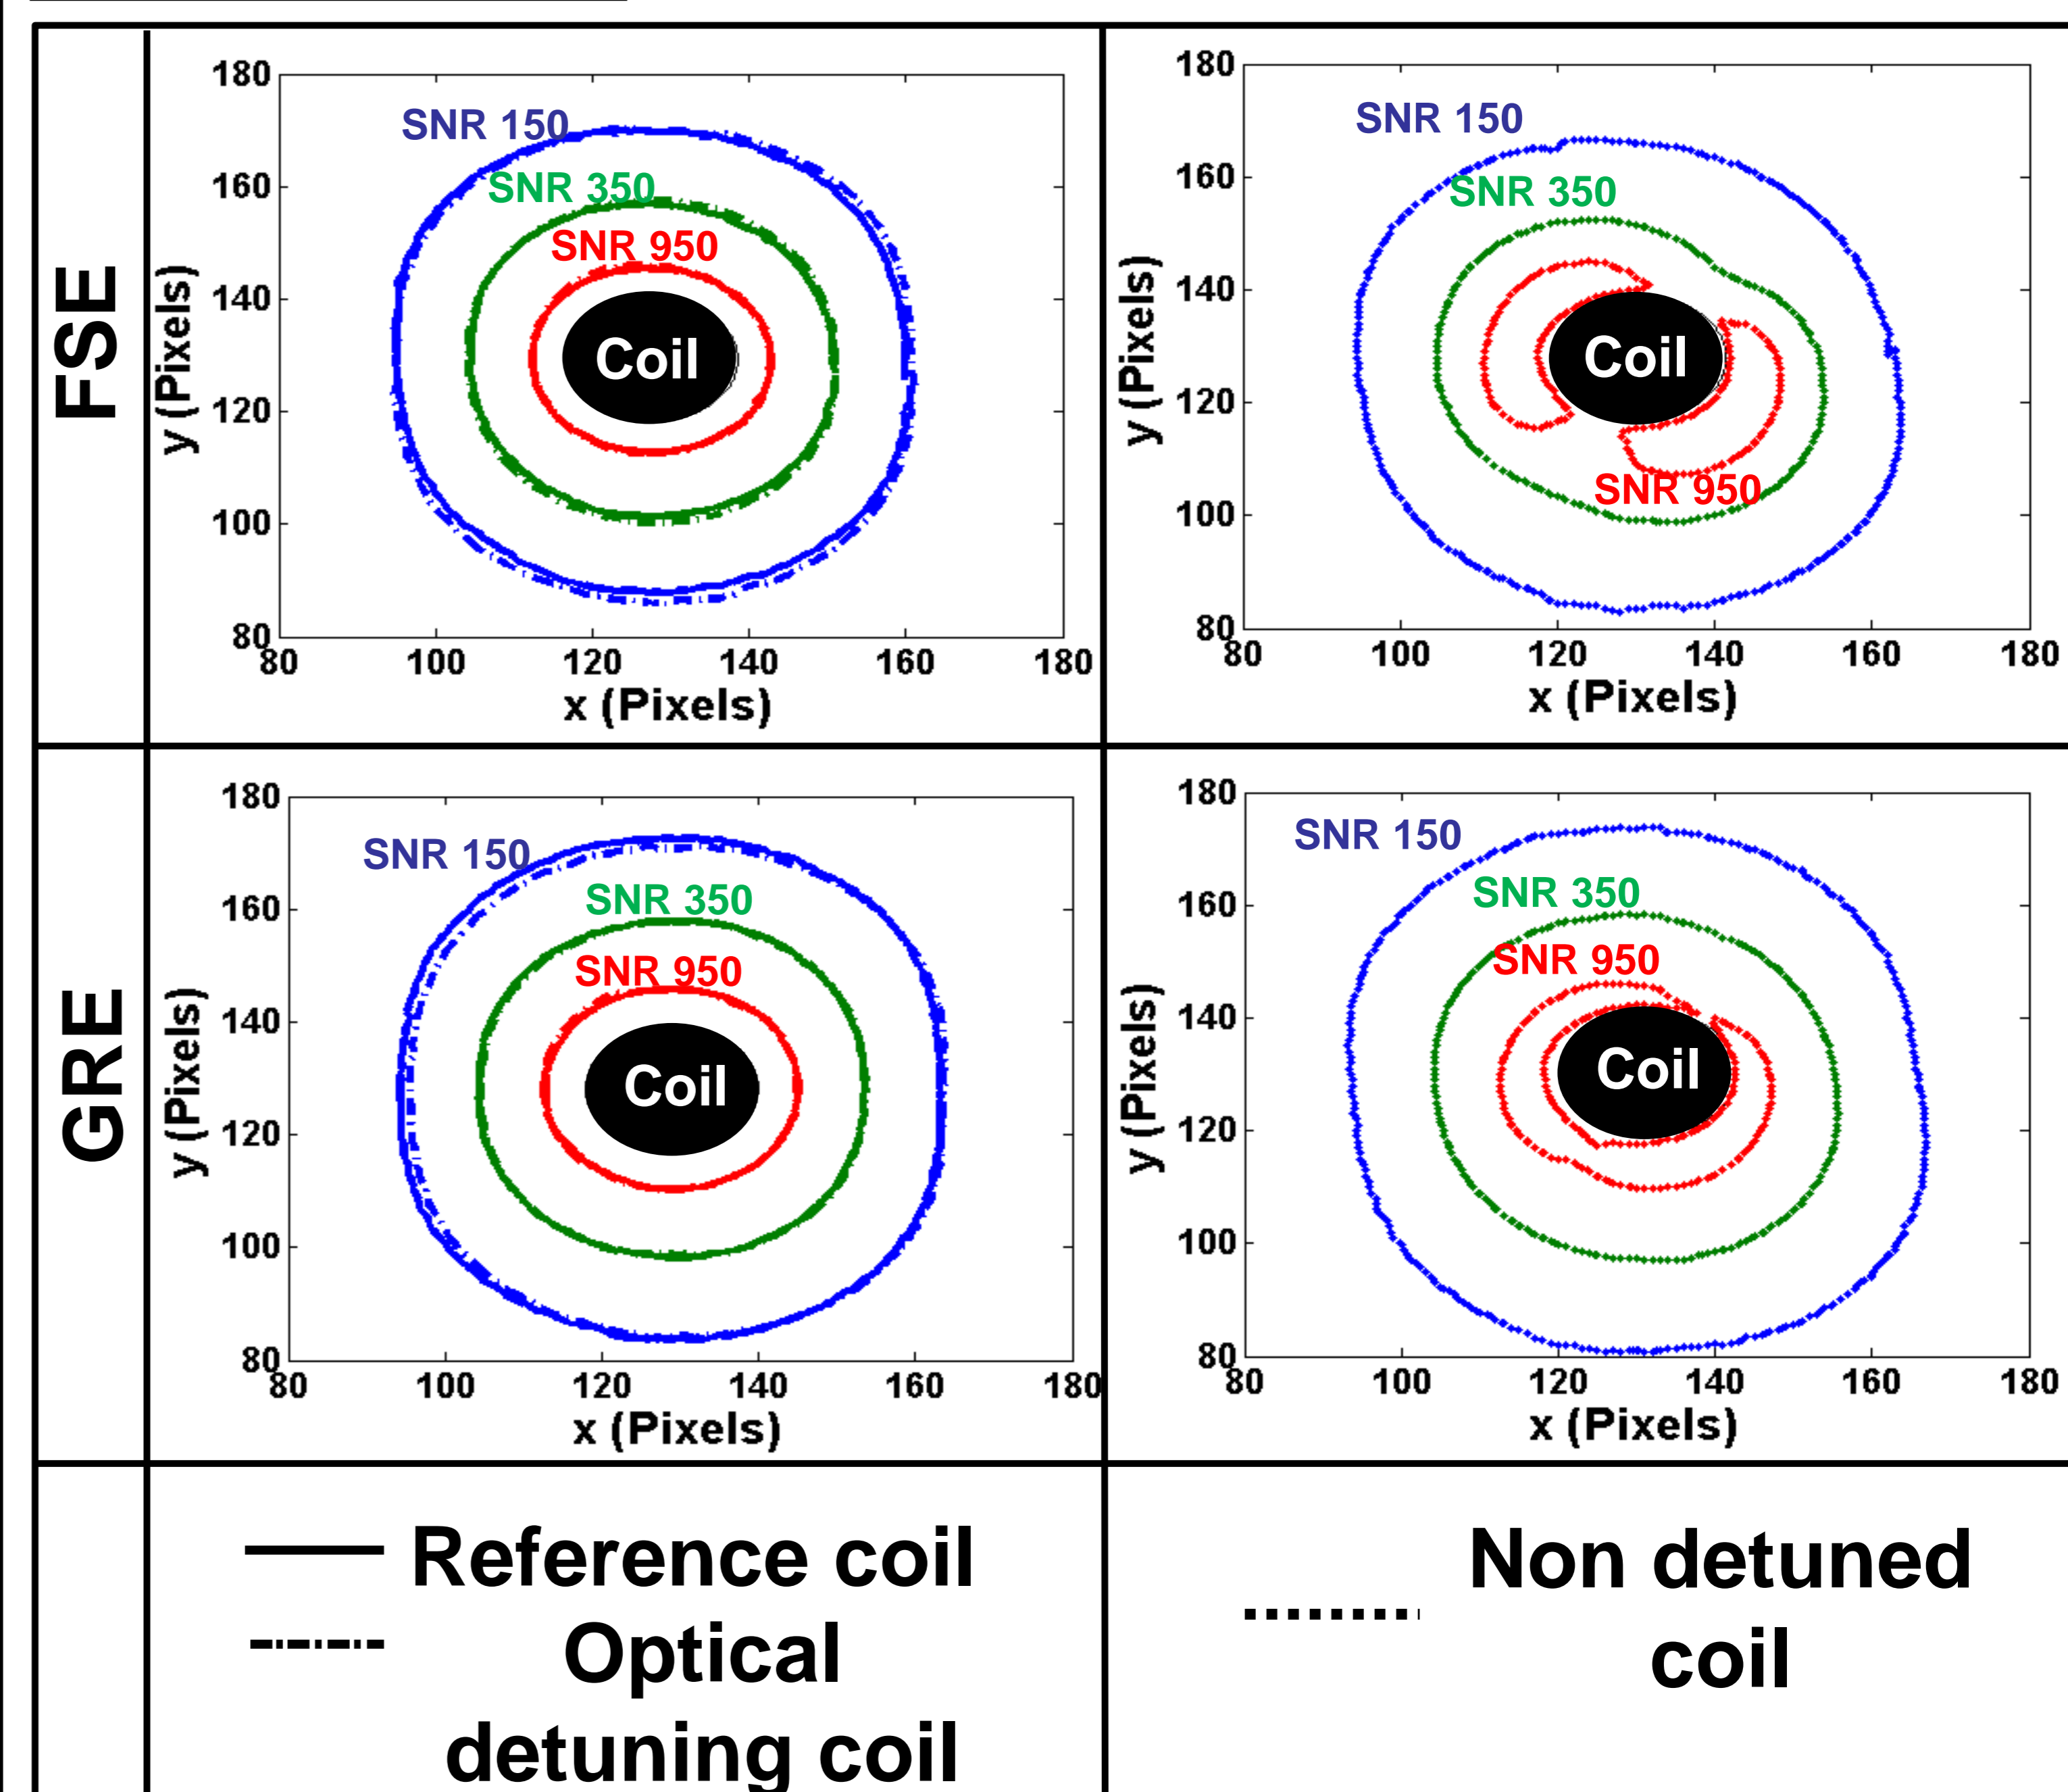 FSE
180
160
140
120
100
80
y (Pixels)
SNR 150
SNR 350
SNR 950
Coil
80 100 120 140 160 180
x (Pixels)
180
160
140
120
100
80
y (Pixels)
SNR 150
SNR 350
Coil
SNR 950
80 100 120 140 160 180
x (Pixels)
GRE
180
160
140
120
100
80
y (Pixels)
SNR 150
SNR 350
SNR 950
Coil
80 100 120 140 160 180
x (Pixels)
180
160
140
120
100
80
y (Pixels)
SNR 150
SNR 350
SNR 950
Coil
80 100 120 140 160 180
x (Pixels)
Reference coil
Optical
detuning coil
Non detuned
coil